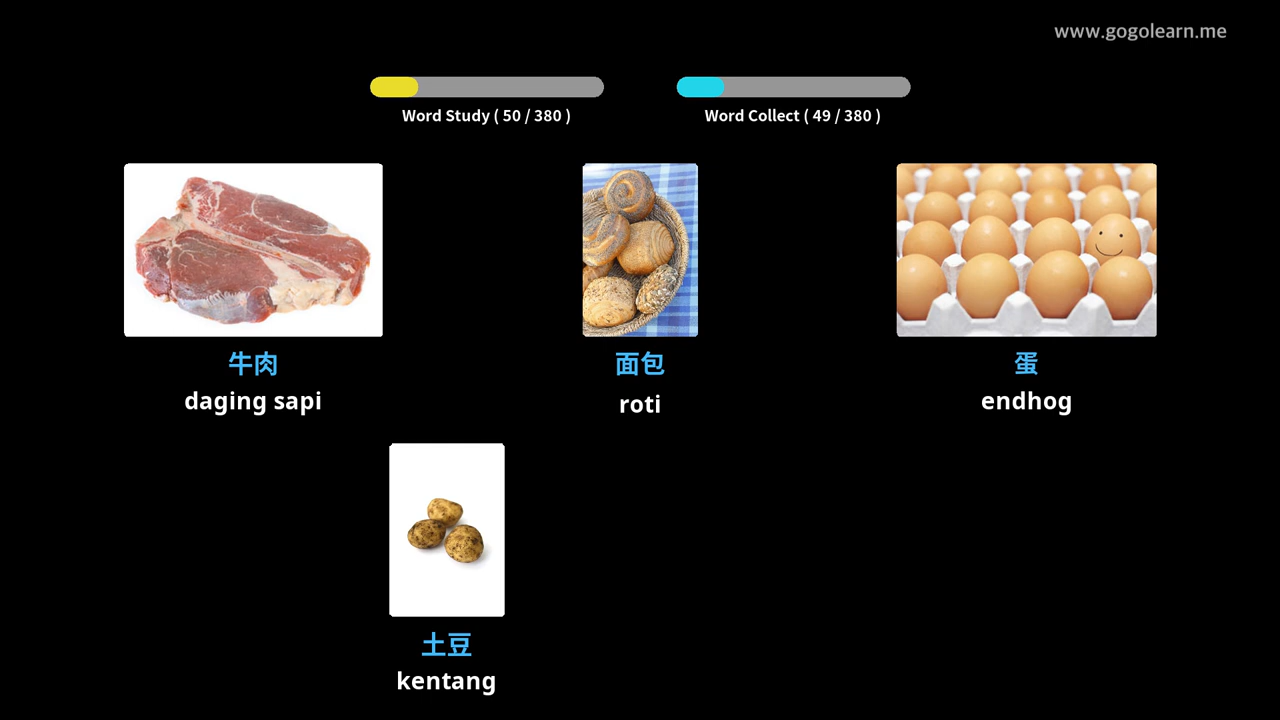 www.gogolearn.me
Word Study ( 50 / 380 )
Word Collect ( 49 / 380 )
牛肉
daging sapi
面包
roti
蛋
endhog
土豆
kentang